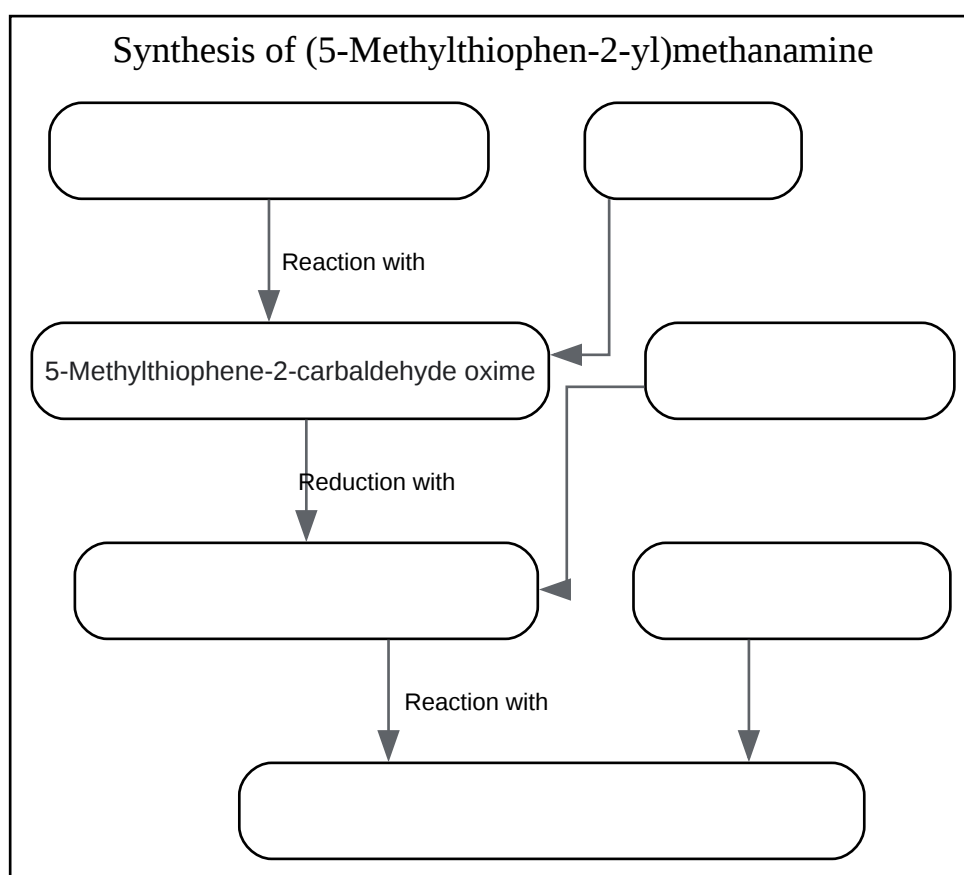 Synthesis of (5-Methylthiophen-2-yl)methanamine
Reaction with
5-Methylthiophene-2-carbaldehyde oxime
Reduction with
Reaction with